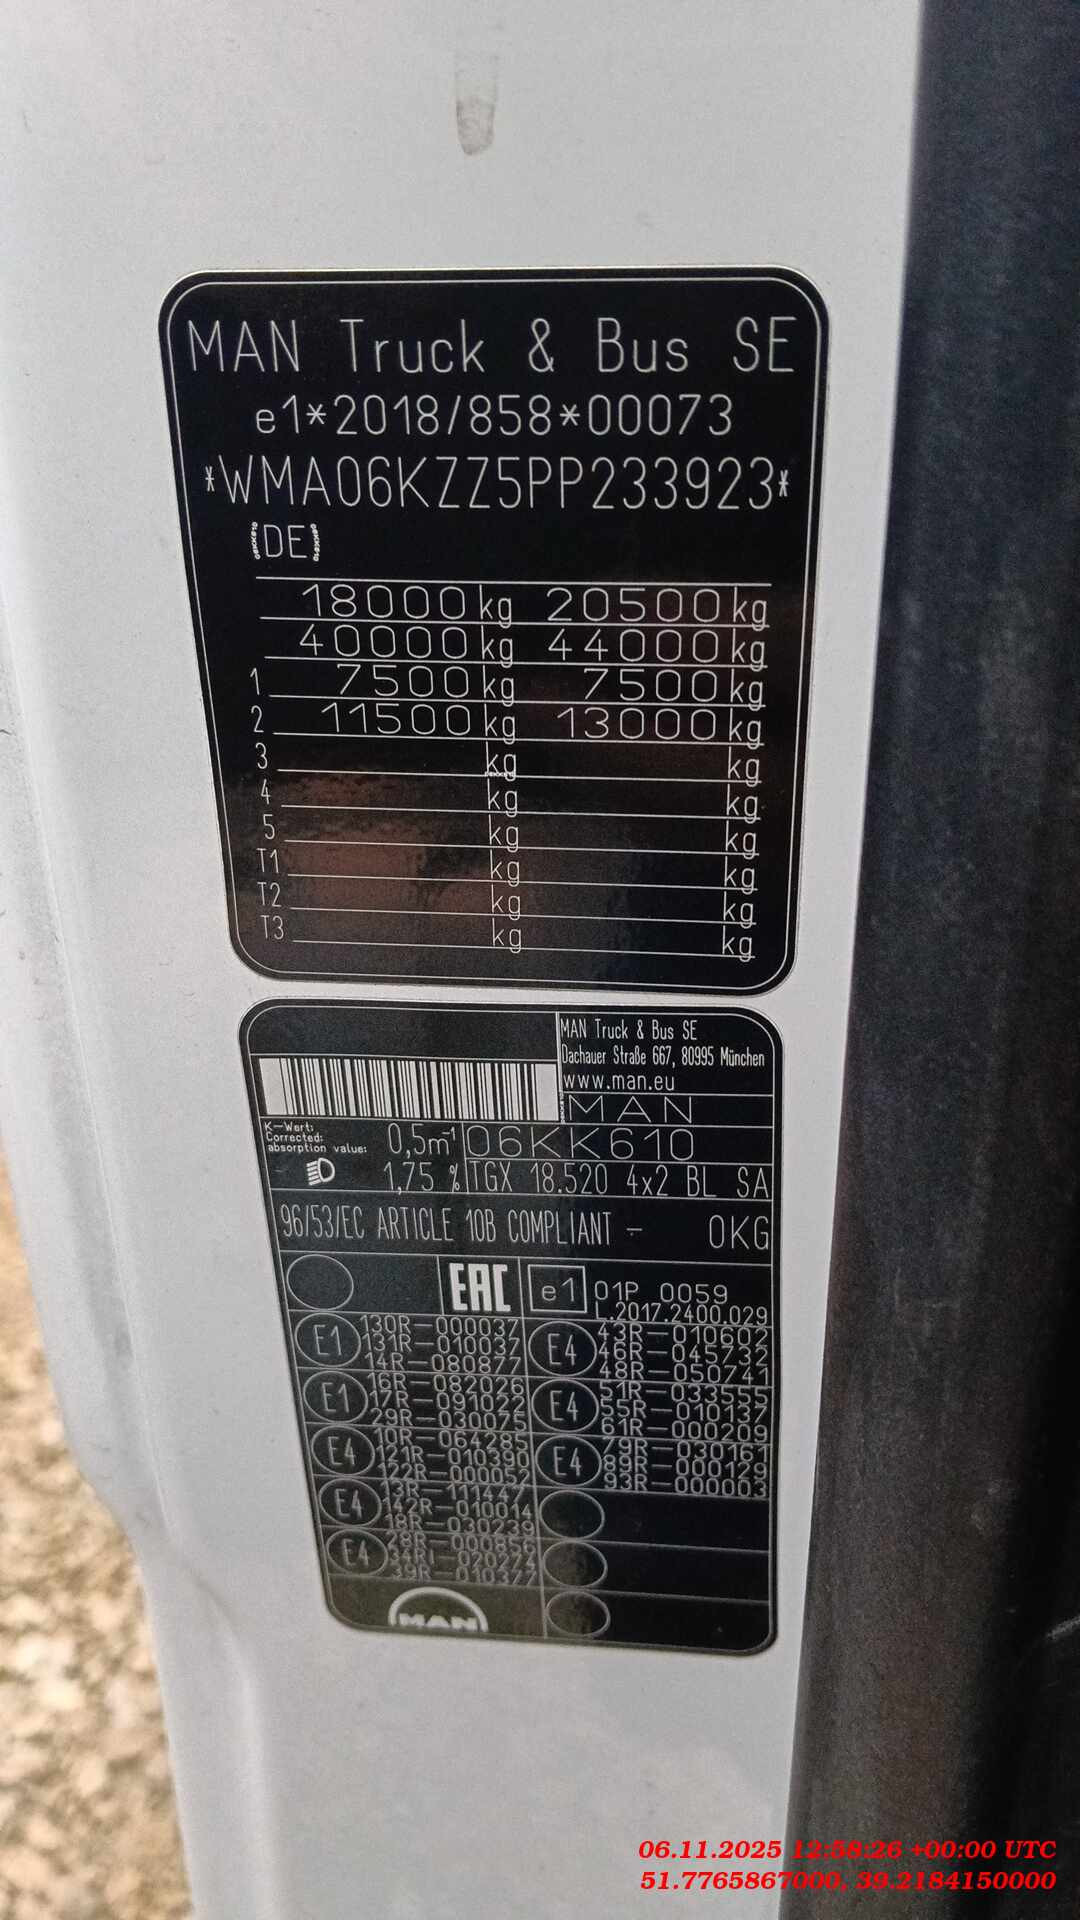 MAN Truck & Bus SE
e1*2018/858*00073
*WMA06KZZ5PP233923*
DE
18000 kg 20500 kg
40000 kg 44000 kg
1 7500 kg 7500 kg
2 11500 kg 13000 kg
3 kg kg
4 kg kg
5 kg kg
T1 kg kg
T2 kg kg
T3 kg kg
MAN Truck & Bus SE
Dachauer Straße 667, 80995 München
www.man.eu
MAN
K-Wert:
Corrected:
absorption value: 0,5m⁻¹
06KK610
1,75 %
TGX 18.520 4x2 BL SA
96/53/EC ARTICLE 10B COMPLIANT - 0KG
EAC
e1
01P 0059
L.2017.2400.029
E1
130R-000037
131R-010037
14R-080877
E1
16R-082026
17R-091022
29R-030075
E4
10R-064285
121R-010390
122R-000052
E4
13R-111447
142R-010014
18R-030239
E4
28R-000856
34RI-020274
39R-010377
E4
43R-010602
46R-045732
48R-050741
E4
51R-033555
55R-010137
61R-000209
E4
79R-030161
89R-000129
93R-000003
MAN
06.11.2025 12:58:26 +00:00 UTC
51.7765867000, 39.2184150000